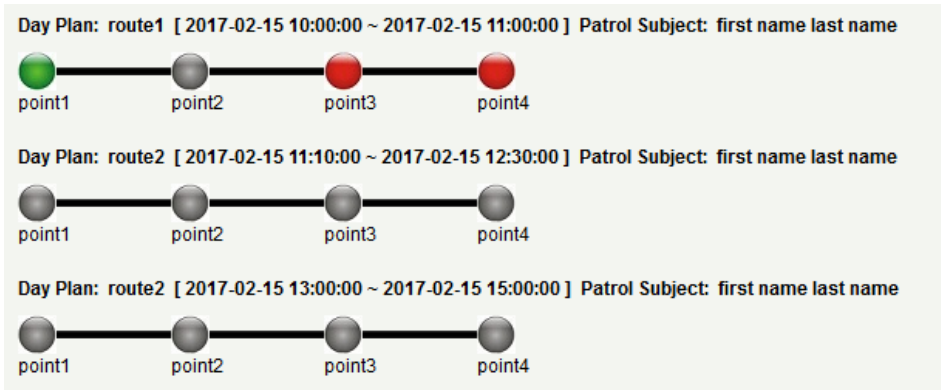 Day Plan: route1 [ 2017-02-15 10:00:00 ~ 2017-02-15 11:00:00 ] Patrol Subject: first name last name
point1 point2 point3 point4
Day Plan: route2 [ 2017-02-15 11:10:00 ~ 2017-02-15 12:30:00 ] Patrol Subject: first name last name
point1 point2 point3 point4
Day Plan: route2 [ 2017-02-15 13:00:00 ~ 2017-02-15 15:00:00 ] Patrol Subject: first name last name
point1 point2 point3 point4